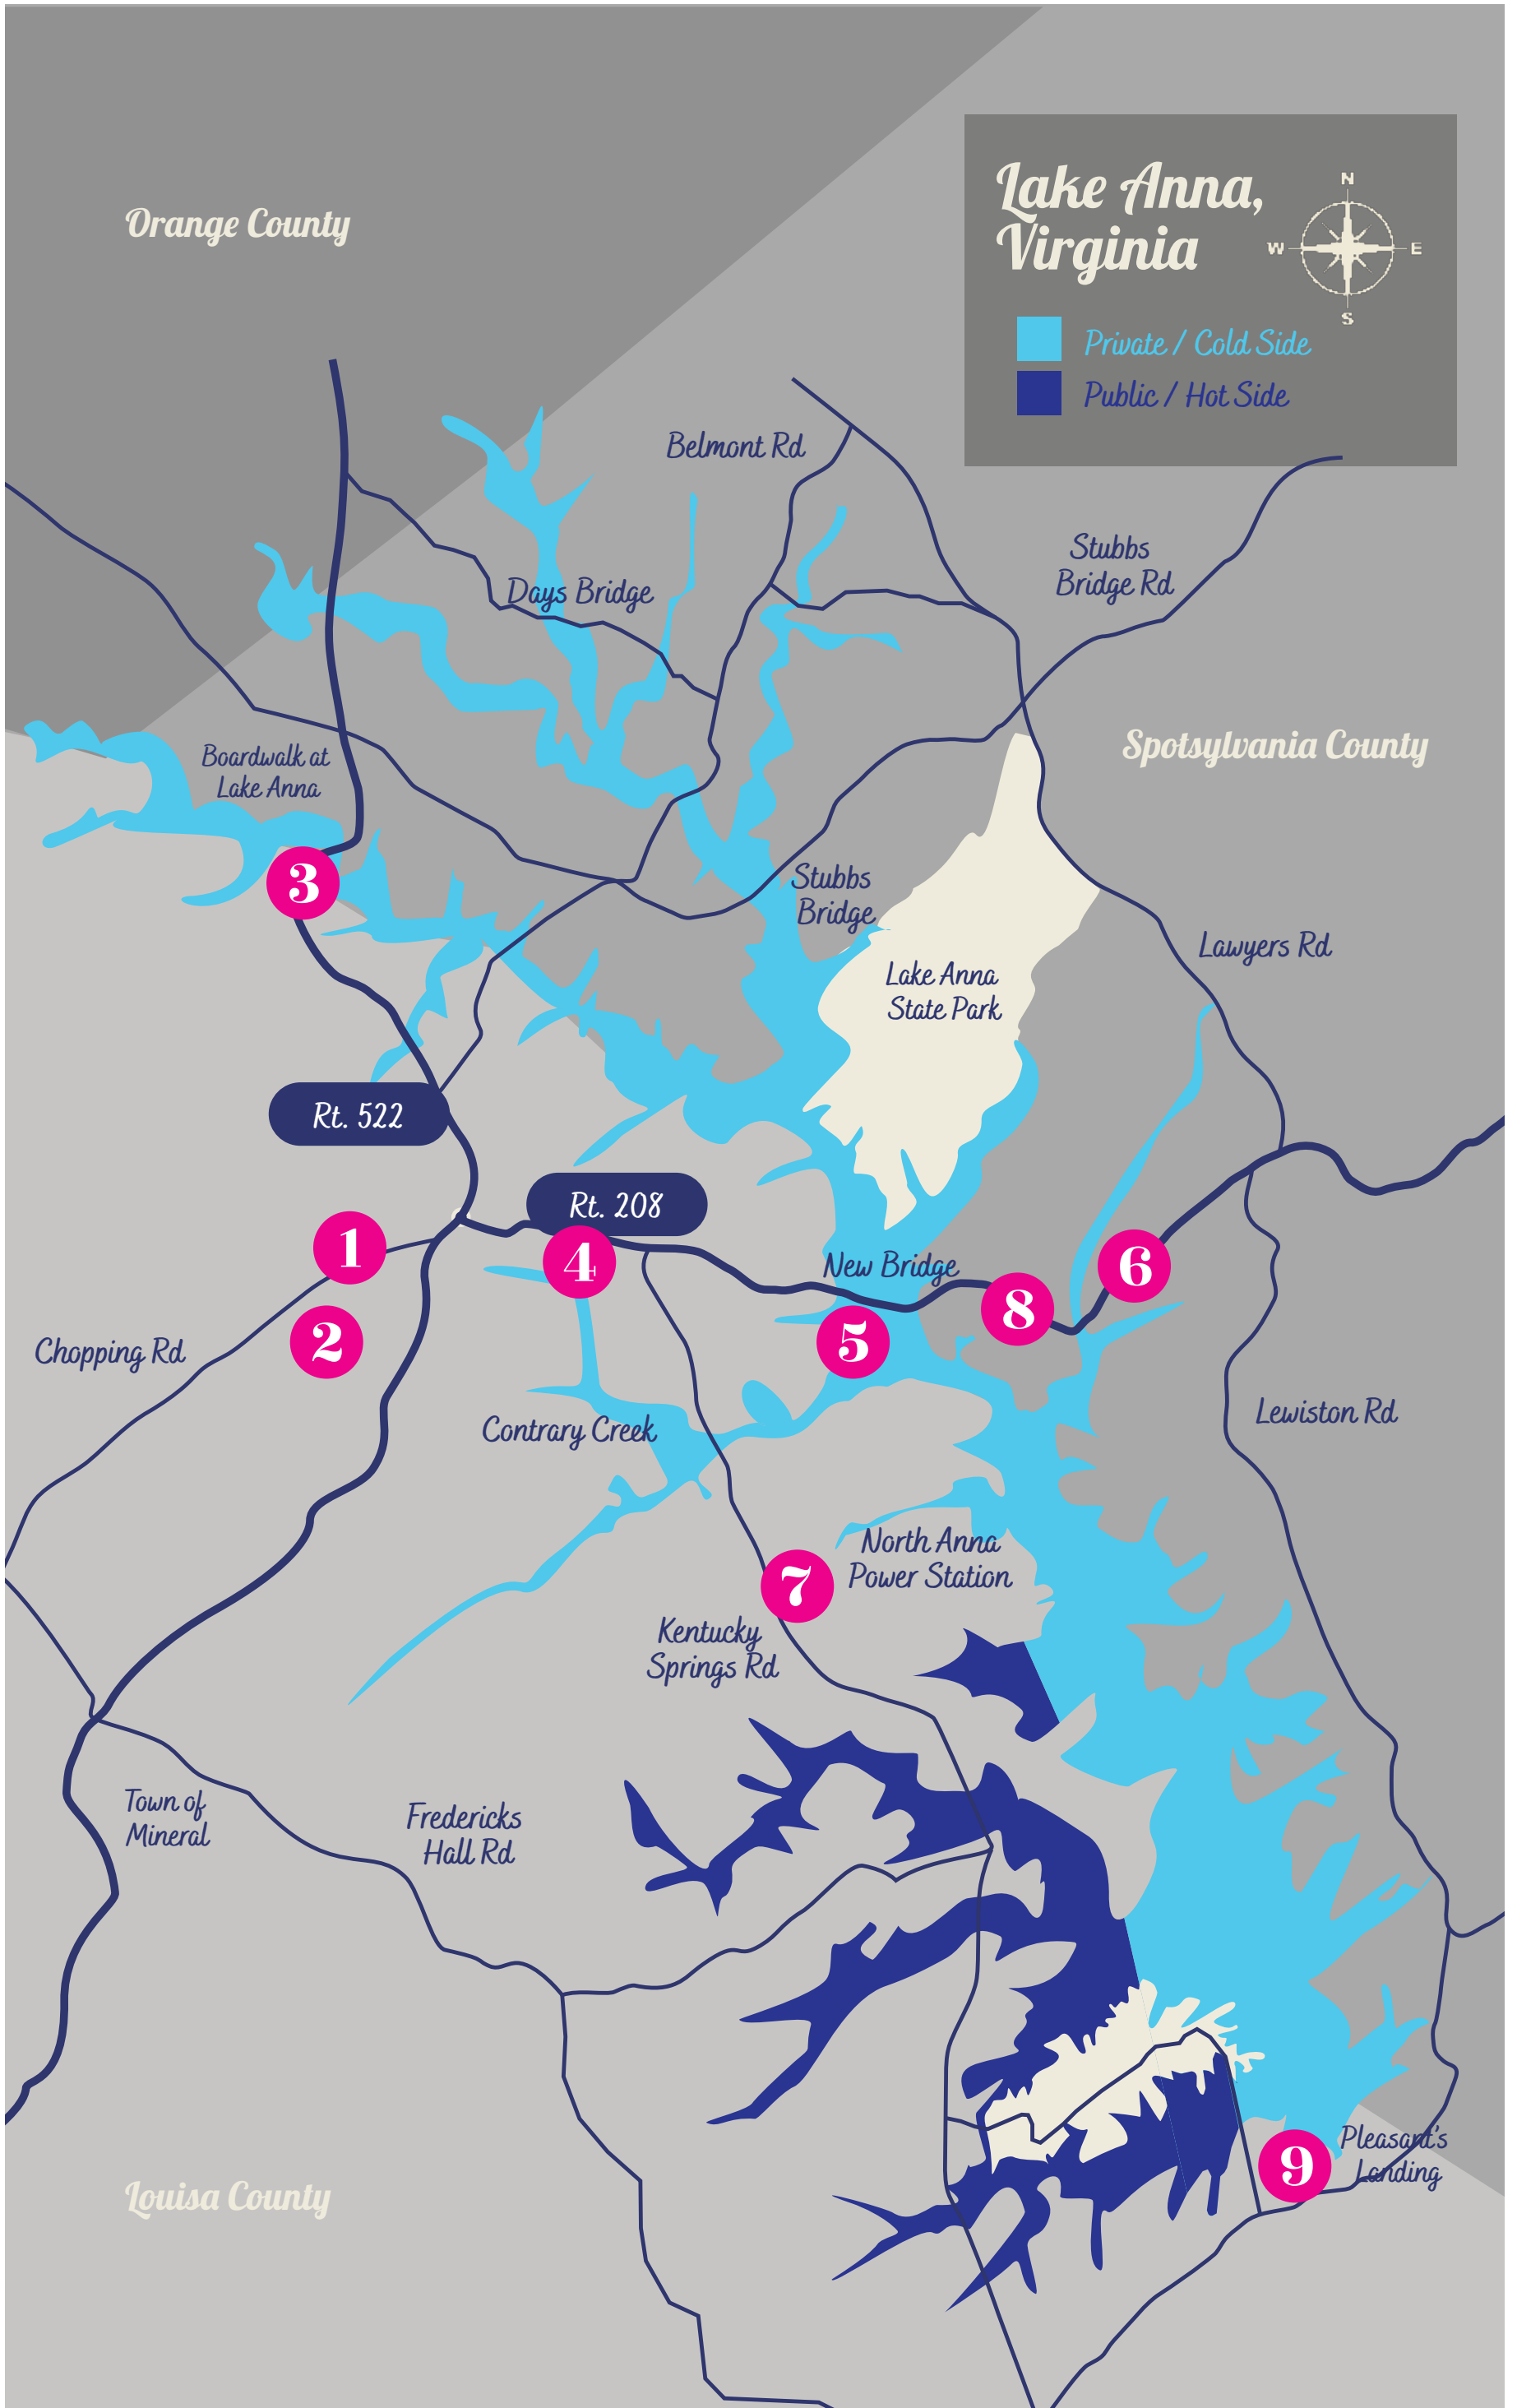 Orange County
Lake Anna,
Virginia
N
W
E
S
Private / Cold Side
Public / Hot Side
Belmont Rd
Stubbs
Bridge Rd
Days Bridge
Spotsylvania County
Boardwalk at
Lake Anna
3
Stubbs
Bridge
Lawyers Rd
Lake Anna
State Park
Rt. 522
Rt. 208
1
4
New Bridge
6
8
2
5
Chopping Rd
Contrary Creek
Lewiston Rd
North Anna
Power Station
7
Kentucky
Springs Rd
Town of
Mineral
Fredericks
Hall Rd
Louisa County
9
Pleasant's
Landing